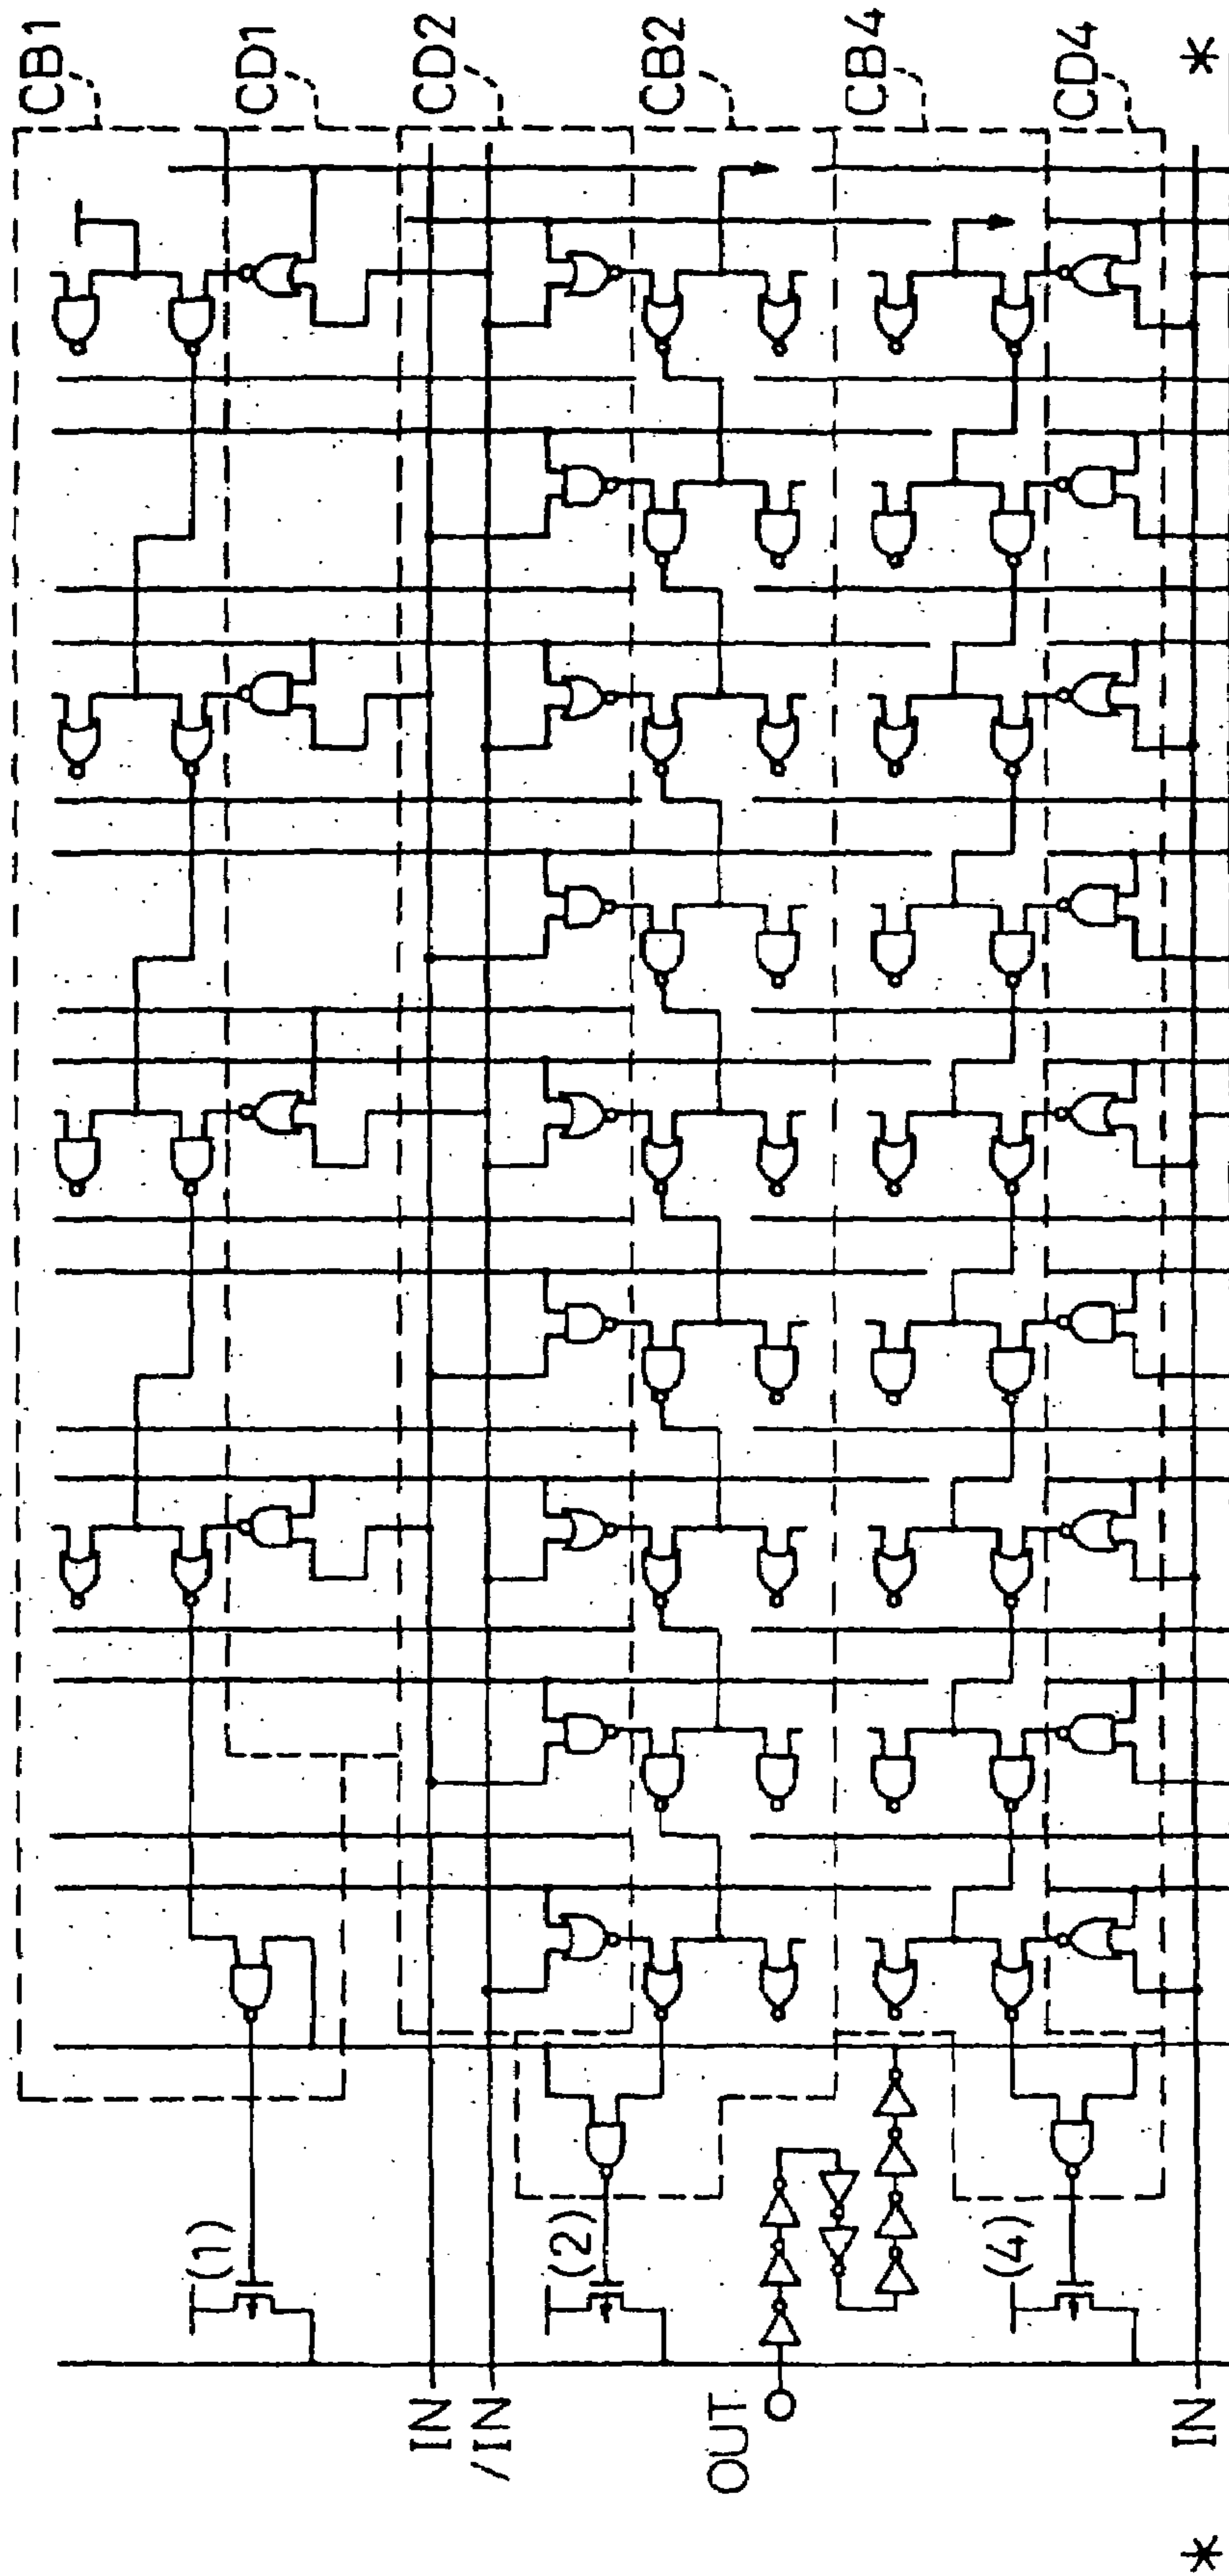 CB1
CD1
CD2
CB2
CB4
CD4
*
(1)
(2)
(4)
IN
/IN
OUT
IN
*